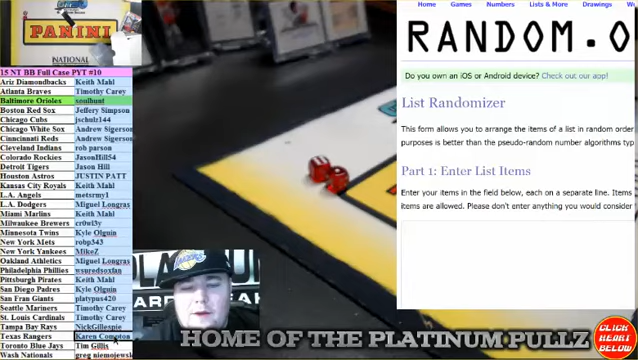 PANINI
NATIONAL
15 NT BB Full Case PYT #10
Ariz Diamondbacks Keith Mahl
Atlanta Braves Timothy Carey
Baltimore Orioles soulhunt
Boston Red Sox Jeffery Simpson
Chicago Cubs jschulz144
Chicago White Sox Andrew Sigerson
Cinncinati Reds Andrew Sigerson
Cleveland Indians rob parson
Colorado Rockies JasonHill54
Detroit Tigers Jason Hill
Houston Astros JUSTIN PATT
Kansas City Royals Keith Mahl
L.A. Angels metsrmy1
L.A. Dodgers Miguel Longras
Miami Marlins Keith Mahl
Milwaukee Brewers cr0wl3y
Minnesota Twins Kyle Olguin
New York Mets robp343
New York Yankees MikeZ
Oakland Athletics Miguel Longras
Philadelphia Phillies wsuredsoxfan
Pittsburgh Pirates Keith Mahl
San Diego Padres Kyle Olguin
San Fran Giants platypus420
Seattle Mariners Timothy Carey
St. Louis Cardinals Timothy Carey
Tampa Bay Rays NickGillespie
Texas Rangers Karen Compton
Toronto Blue Jays Tim Gillis
Wash Nationals greg niemojewsk
Home Games Numbers Lists & More Drawings W
RANDOM.O
Do you own an iOS or Android device? Check out our app!
List Randomizer
This form allows you to arrange the items of a list in random order
purposes is better than the pseudo-random number algorithms typ
Part 1: Enter List Items
Enter your items in the field below, each on a separate line. Items
items are allowed. Please don't enter anything you would consider
HOME OF THE PLATINUM PULLZ
CLICK
HEART
BELOW